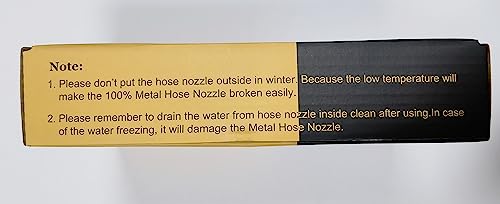 Note:
1. Please don't put the hose nozzle outside in winter. Because the low temperature will
make the 100% Metal Hose Nozzle broken easily.
2. Please remember to drain the water from hose nozzle inside clean after using.In case
of the water freezing, it will damage the Metal Hose Nozzle.